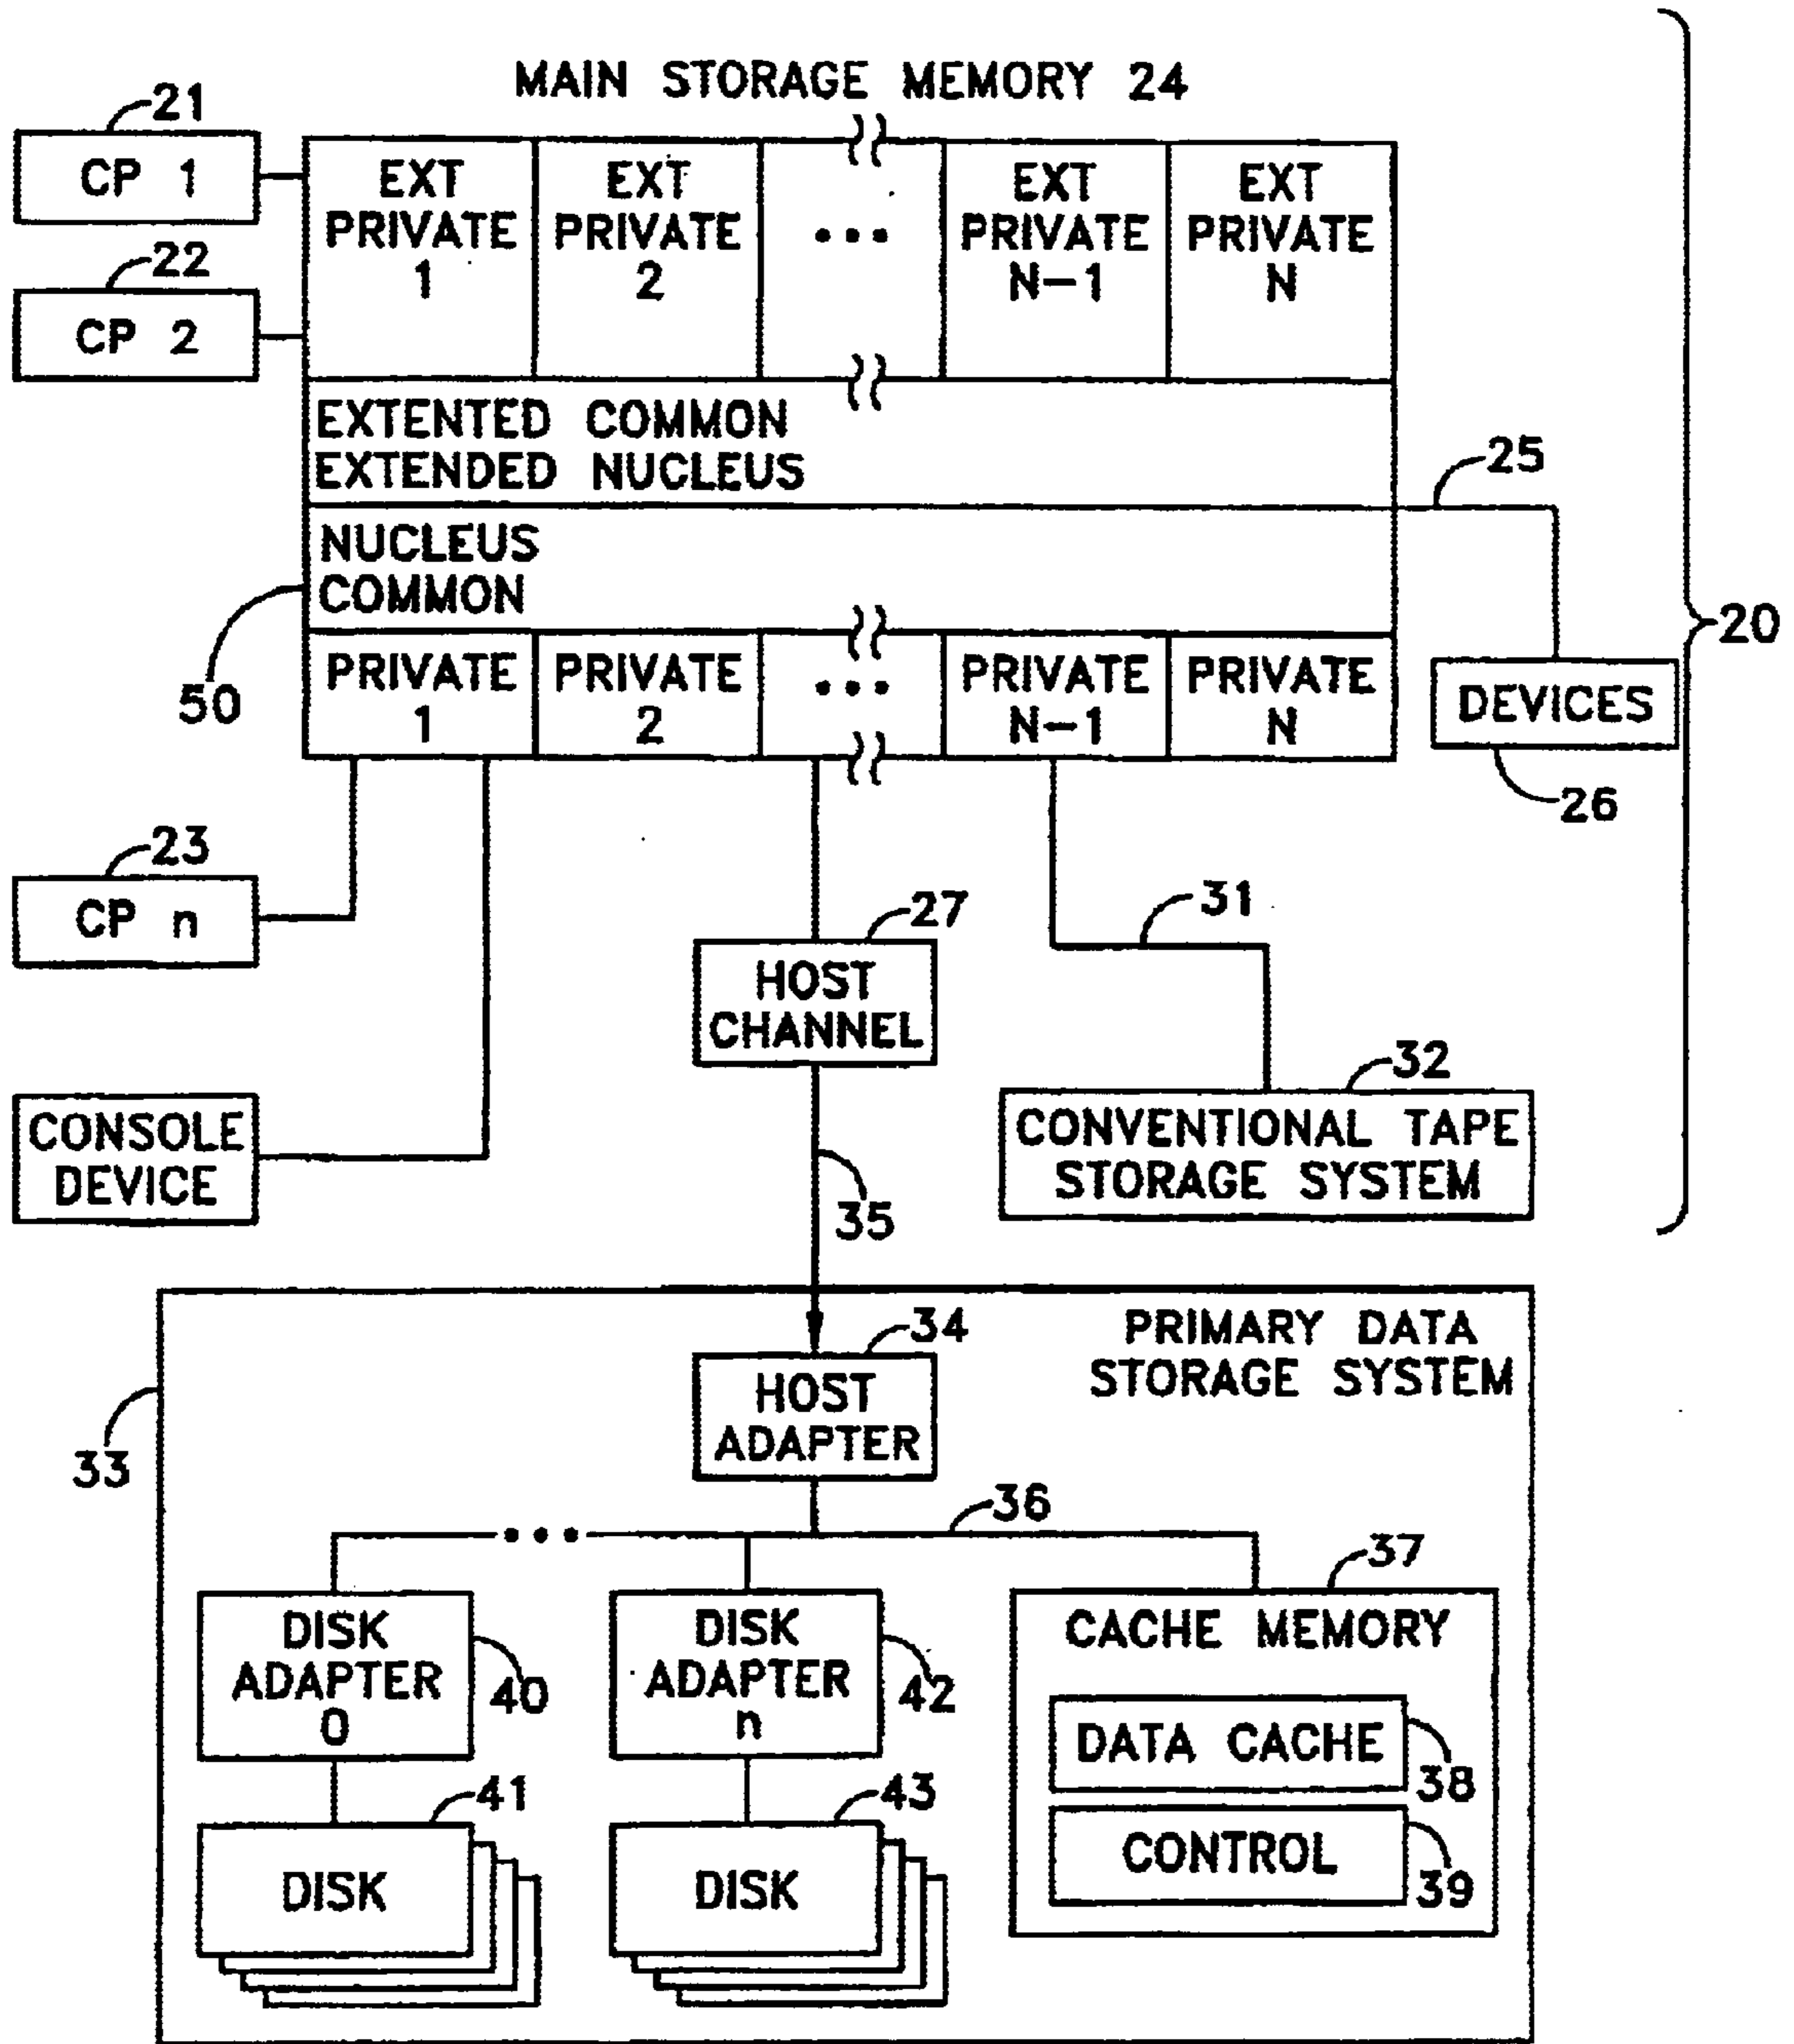 MAIN STORAGE MEMORY 24
21
CP 1
22
CP 2
EXT PRIVATE 1
EXT PRIVATE 2
•••
EXT PRIVATE N-1
EXT PRIVATE N
EXTENTED COMMON
EXTENDED NUCLEUS
25
NUCLEUS
COMMON
50
20
PRIVATE 1
PRIVATE 2
•••
PRIVATE N-1
PRIVATE N
DEVICES
26
23
CP n
27
HOST
CHANNEL
31
32
CONVENTIONAL TAPE
STORAGE SYSTEM
CONSOLE
DEVICE
35
PRIMARY DATA
STORAGE SYSTEM
33
34
HOST
ADAPTER
36
•••
37
DISK
ADAPTER
0
40
DISK
ADAPTER
n
42
CACHE MEMORY
DATA CACHE
38
CONTROL
39
41
DISK
43
DISK